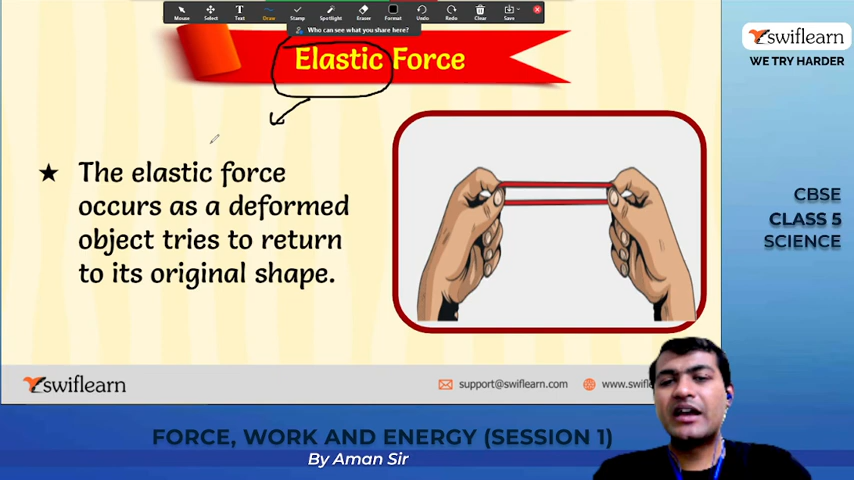 Mouse Select Text Draw Stamp Spotlight Eraser Format Undo Redo Clear Save
Who can see what you share here?
Elastic Force
swiflearn
WE TRY HARDER
★ The elastic force
occurs as a deformed
object tries to return
to its original shape.
CBSE
CLASS 5
SCIENCE
swiflearn
support@swiflearn.com
www.swifle
FORCE, WORK AND ENERGY (SESSION 1)
By Aman Sir